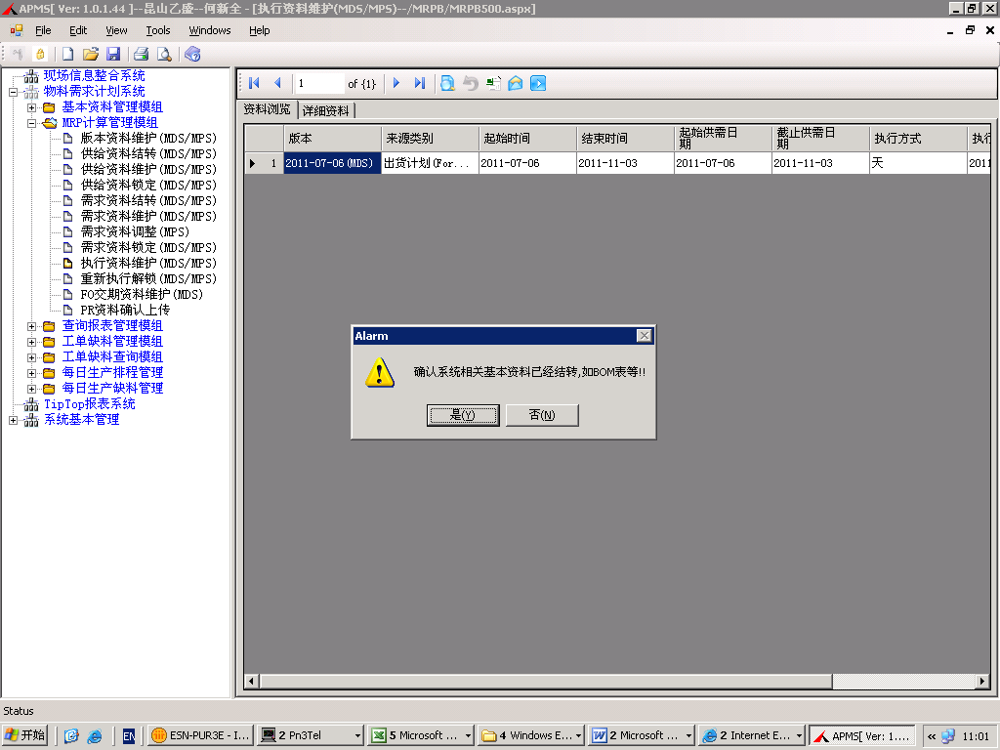 APMS[ Ver: 1.0.1.44 ]--昆山乙盛--何新全 - [执行资料维护(MDS/MPS)--/MRPB/MRPB500.aspx]
File Edit View Tools Windows Help
现场信息整合系统
物料需求计划系统
基本资料管理模组
MRP计算管理模组
版本资料维护(MDS/MPS)
供给资料结转(MDS/MPS)
供给资料维护(MDS/MPS)
供给资料锁定(MDS/MPS)
需求资料结转(MDS/MPS)
需求资料维护(MDS/MPS)
需求资料调整(MPS)
需求资料锁定(MDS/MPS)
执行资料维护(MDS/MPS)
重新执行解锁(MDS/MPS)
FO交期资料维护(MDS)
PR资料确认上传
查询报表管理模组
工单缺料管理模组
工单缺料查询模组
每日生产排程管理
每日生产缺料管理
TipTop报表系统
系统基本管理
1 of {1}
资料浏览 详细资料
版本 来源类别 起始时间 结束时间 起始供需日期 截止供需日期 执行方式 执行
1 2011-07-06(MDS) 出货计划(For... 2011-07-06 2011-11-03 2011-07-06 2011-11-03 天 2011
Alarm
确认系统相关基本资料已经结转,如BOM表等!!
是(Y) 否(N)
Status
开始 EN ESN-PUR3E - I... 2 Pn3Tel 5 Microsoft ... 4 Windows E... 2 Microsoft ... 2 Internet E... APMS[ Ver: 1.... « 11:01